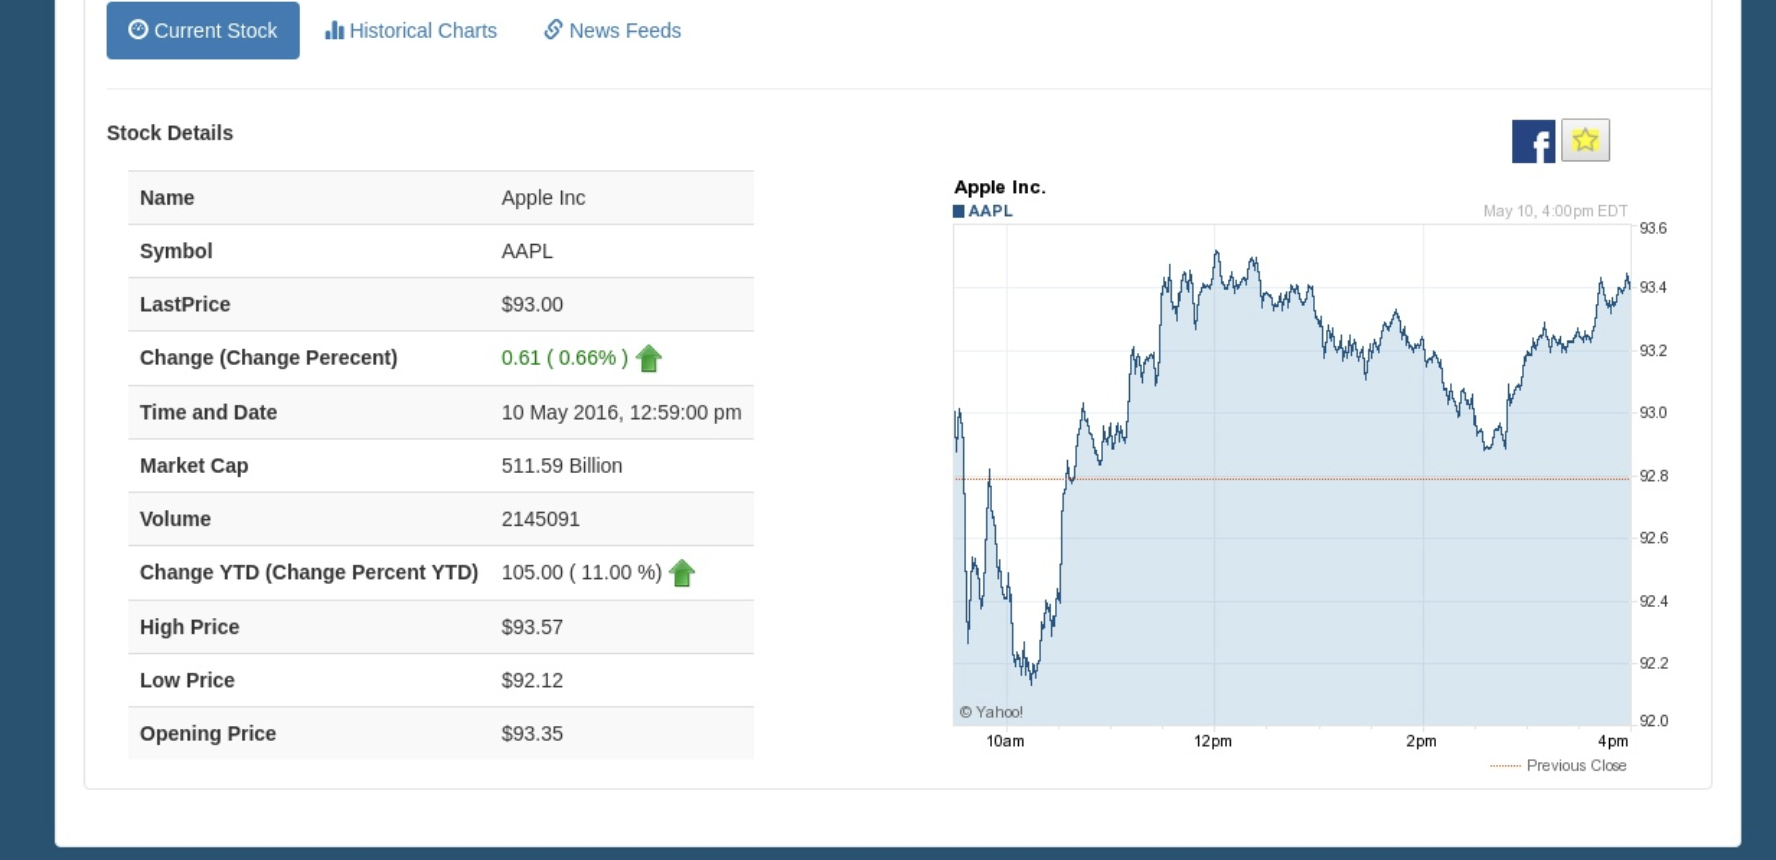 Current Stock Historical Charts News Feeds
Stock Details
Name Apple Inc
Symbol AAPL
LastPrice $93.00
Change (Change Perecent) 0.61 ( 0.66% )
Time and Date 10 May 2016, 12:59:00 pm
Market Cap 511.59 Billion
Volume 2145091
Change YTD (Change Percent YTD) 105.00 ( 11.00 %)
High Price $93.57
Low Price $92.12
Opening Price $93.35
f
Apple Inc.
AAPL May 10, 4:00pm EDT
93.6
93.4
93.2
93.0
92.8
92.6
92.4
92.2
92.0
© Yahoo!
10am 12pm 2pm 4pm
Previous Close